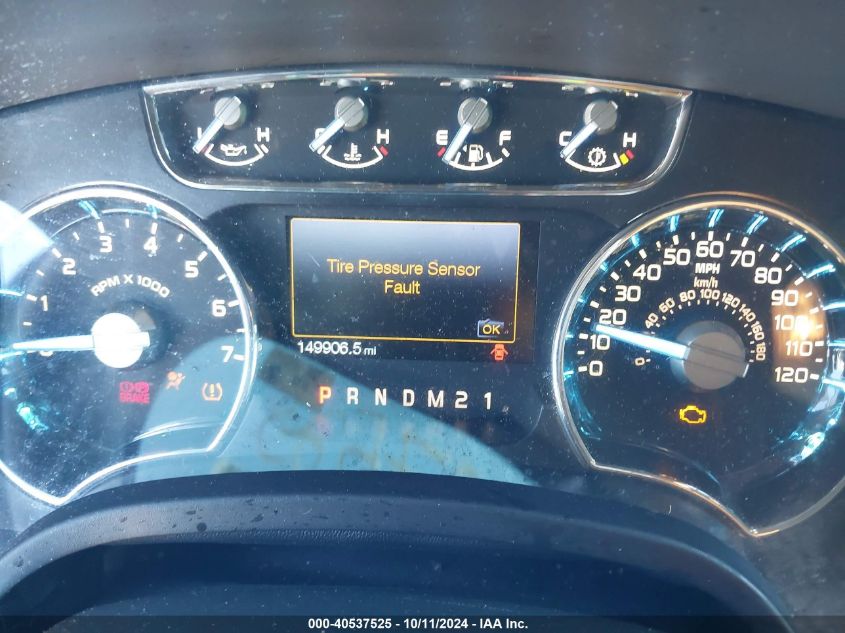 L H C H E F C H
1 2 3 4 5 6 7
RPM X 1000
Tire Pressure Sensor
Fault
OK
149906.5 mi
BRAKE
P R N D M 2 1
0 10 20 30 40 50 60 70 80 90 100 110 120
MPH
km/h
0 20 40 60 80 100 120 140 160 180
000-40537525 - 10/11/2024 - IAA Inc.